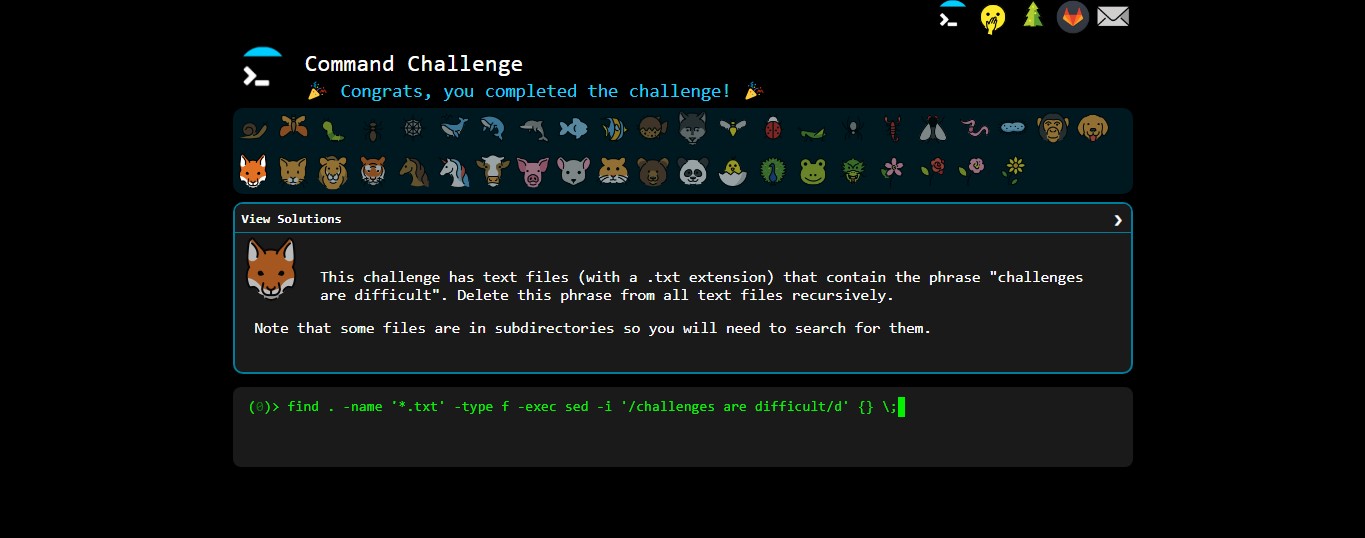 Command Challenge
🎉 Congrats, you completed the challenge! 🎉
View Solutions
This challenge has text files (with a .txt extension) that contain the phrase "challenges
are difficult". Delete this phrase from all text files recursively.
Note that some files are in subdirectories so you will need to search for them.
(0)> find . -name '*.txt' -type f -exec sed -i '/challenges are difficult/d' {} \;